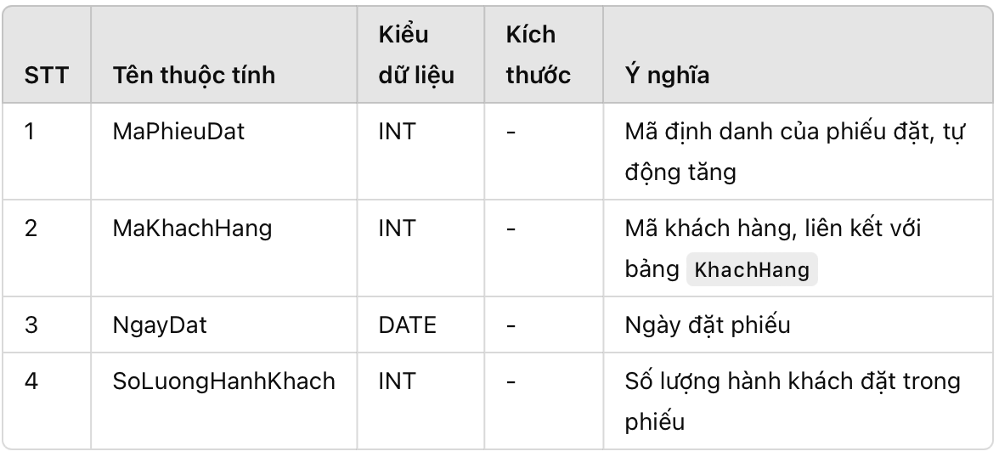 STT Tên thuộc tính Kiểu dữ liệu Kích thước Ý nghĩa
1 MaPhieuDat INT - Mã định danh của phiếu đặt, tự
động tăng
2 MaKhachHang INT - Mã khách hàng, liên kết với
bảng KhachHang
3 NgayDat DATE - Ngày đặt phiếu
4 SoLuongHanhKhach INT - Số lượng hành khách đặt trong
phiếu